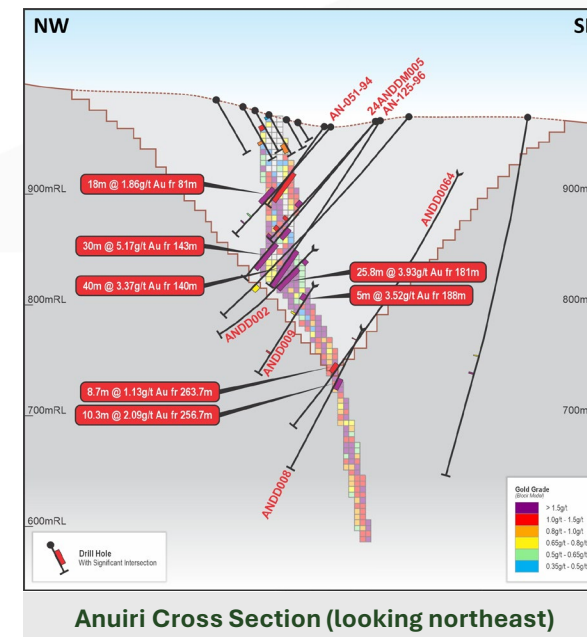 NW
AN-051-94
24ANDDM005
AN-125-96
ANDD0064
900mRL
18m @ 1.86g/t Au fr 81m
30m @ 5.17g/t Au fr 143m
40m @ 3.37g/t Au fr 140m
25.8m @ 3.93g/t Au fr 181m
5m @ 3.52g/t Au fr 188m
800mRL
ANDD002
ANDD009
8.7m @ 1.13g/t Au fr 263.7m
10.3m @ 2.09g/t Au fr 256.7m
700mRL
ANDD008
600mRL
Drill Hole
With Significant Intersection
Gold Grade
(Block Model)
> 1.5g/t
1.0g/t - 1.5g/t
0.8g/t - 1.0g/t
0.65g/t - 0.8g/t
0.5g/t - 0.65g/t
0.35g/t - 0.5g/t
Anuiri Cross Section (looking northeast)